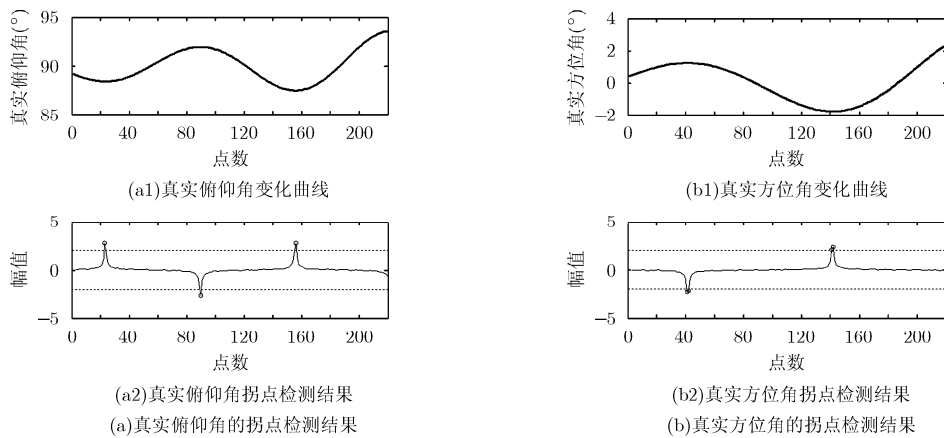 真实俯仰角(°)
95
90
85
0 40 80 120 160 200
点数
(a1)真实俯仰角变化曲线
幅值
5
0
−5
0 40 80 120 160 200
点数
(a2)真实俯仰角拐点检测结果
(a)真实俯仰角的拐点检测结果
真实方位角(°)
4
2
0
−2
0 40 80 120 160 200
点数
(b1)真实方位角变化曲线
幅值
5
0
−5
0 40 80 120 160 200
点数
(b2)真实方位角拐点检测结果
(b)真实方位角的拐点检测结果